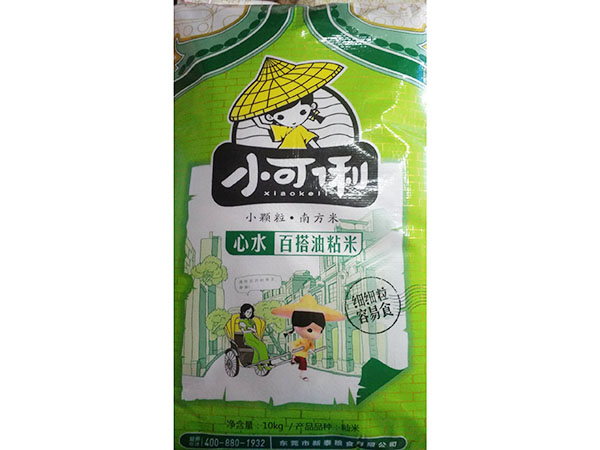 小可俐
xiaokeli
小颗粒·南方米
心水 百搭油粘米
细细粒
容易食
净含量：10kg / 产品品种：籼米
400-880-1932 东莞市新泰粮食有限公司